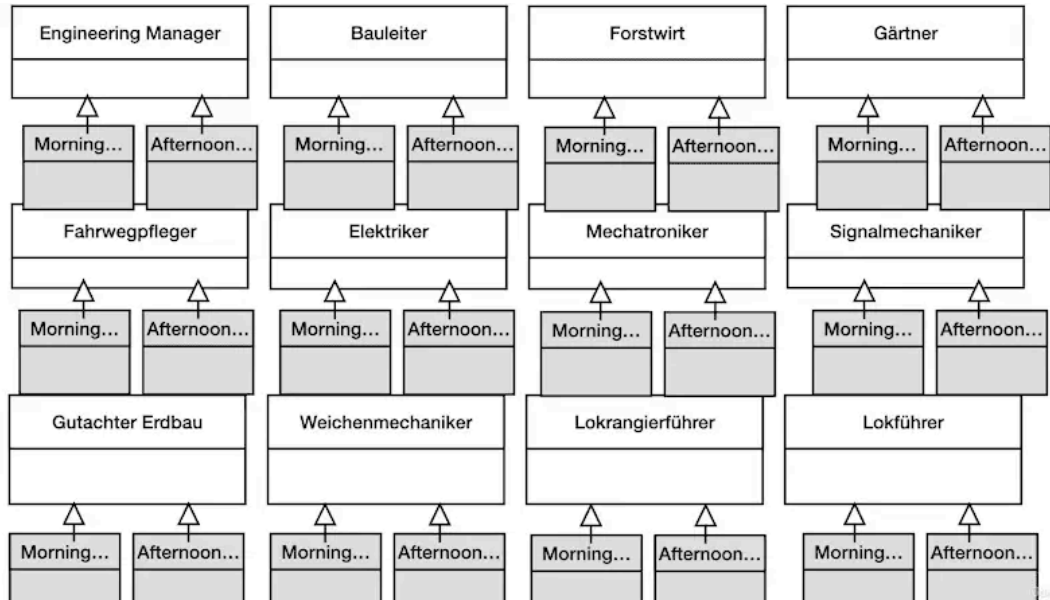 Engineering Manager Bauleiter Forstwirt Gärtner
Morning... Afternoon... Morning... Afternoon... Morning... Afternoon... Morning... Afternoon...
Fahrwegpfleger Elektriker Mechatroniker Signalmechaniker
Morning... Afternoon... Morning... Afternoon... Morning... Afternoon... Morning... Afternoon...
Gutachter Erdbau Weichenmechaniker Lokrangierführer Lokführer
Morning... Afternoon... Morning... Afternoon... Morning... Afternoon... Morning... Afternoon...